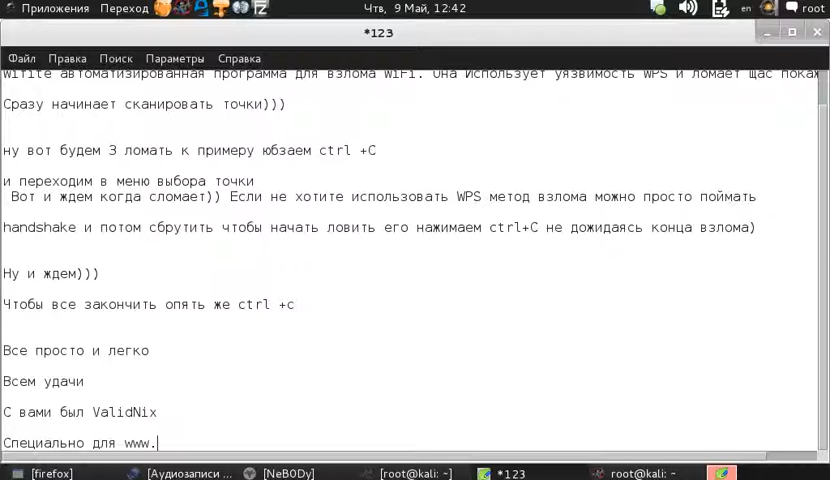 Приложения Переход Чтв, 9 Май, 12:42 en root
*123
Файл Правка Поиск Параметры Справка
Wifite автоматизированная программа для взлома WiFi. Она Использует уязвимость WPS и ломает щас покаж
Сразу начинает сканировать точки)))
ну вот будем 3 ломать к примеру юбзаем ctrl +C
и переходим в меню выбора точки
Вот и ждем когда сломает)) Если не хотите использовать WPS метод взлома можно просто поймать
handshake и потом сбрутить чтобы начать ловить его нажимаем ctrl+C не дожидаясь конца взлома)
Ну и ждем)))
Чтобы все закончить опять же ctrl +c
Все просто и легко
Всем удачи
С вами был ValidNix
Специально для www.
[firefox] [Аудиозаписи ... [NeB0Dy] [root@kali: ~] *123 root@kali: ~